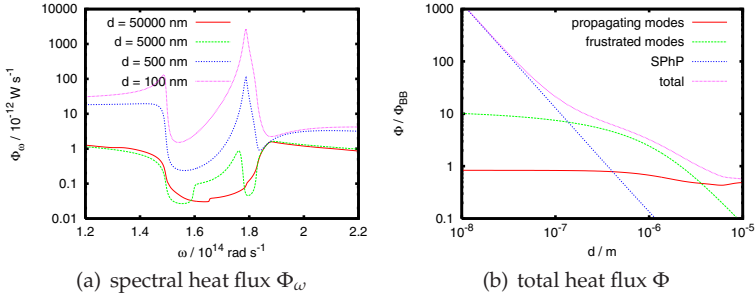 10000
1000
100
10
1
0.1
0.01
Φω / 10-12 W s-1
d = 50000 nm
d = 5000 nm
d = 500 nm
d = 100 nm
1.2 1.4 1.6 1.8 2 2.2
ω / 1014 rad s-1
(a) spectral heat flux Φω
1000
100
10
1
0.1
Φ / ΦBB
propagating modes
frustrated modes
SPhP
total
10-8 10-7 10-6 10-5
d / m
(b) total heat flux Φ